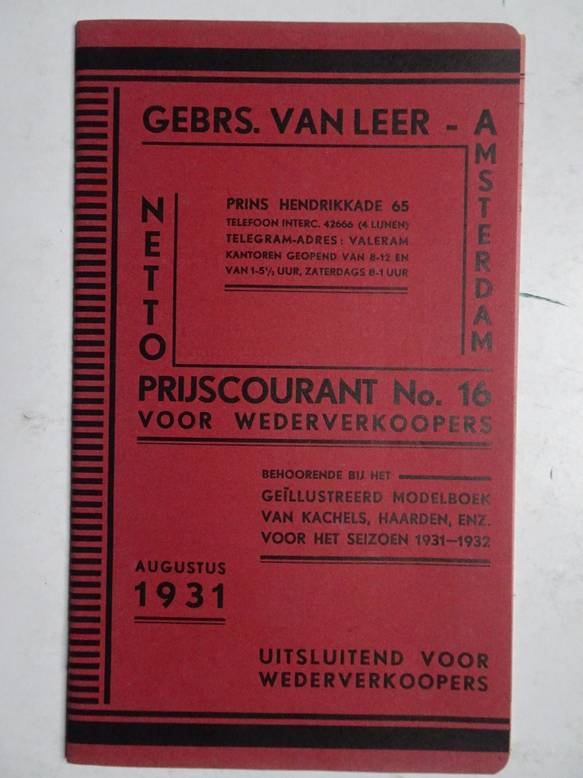 GEBRS. VAN LEER - AMSTERDAM
PRINS HENDRIKKADE 65
TELEFOON INTERC. 42666 (4 LIJNEN)
TELEGRAM-ADRES: VALERAM
KANTOREN GEOPEND VAN 8-12 EN
VAN 1-5½ UUR, ZATERDAGS 8-1 UUR
NETTO
PRIJSCOURANT No. 16
VOOR WEDERVERKOOPERS
BEHOORENDE BIJ HET
GEÏLLUSTREERD MODELBOEK
VAN KACHELS, HAARDEN, ENZ.
VOOR HET SEIZOEN 1931—1932
AUGUSTUS
1931
UITSLUITEND VOOR
WEDERVERKOOPERS